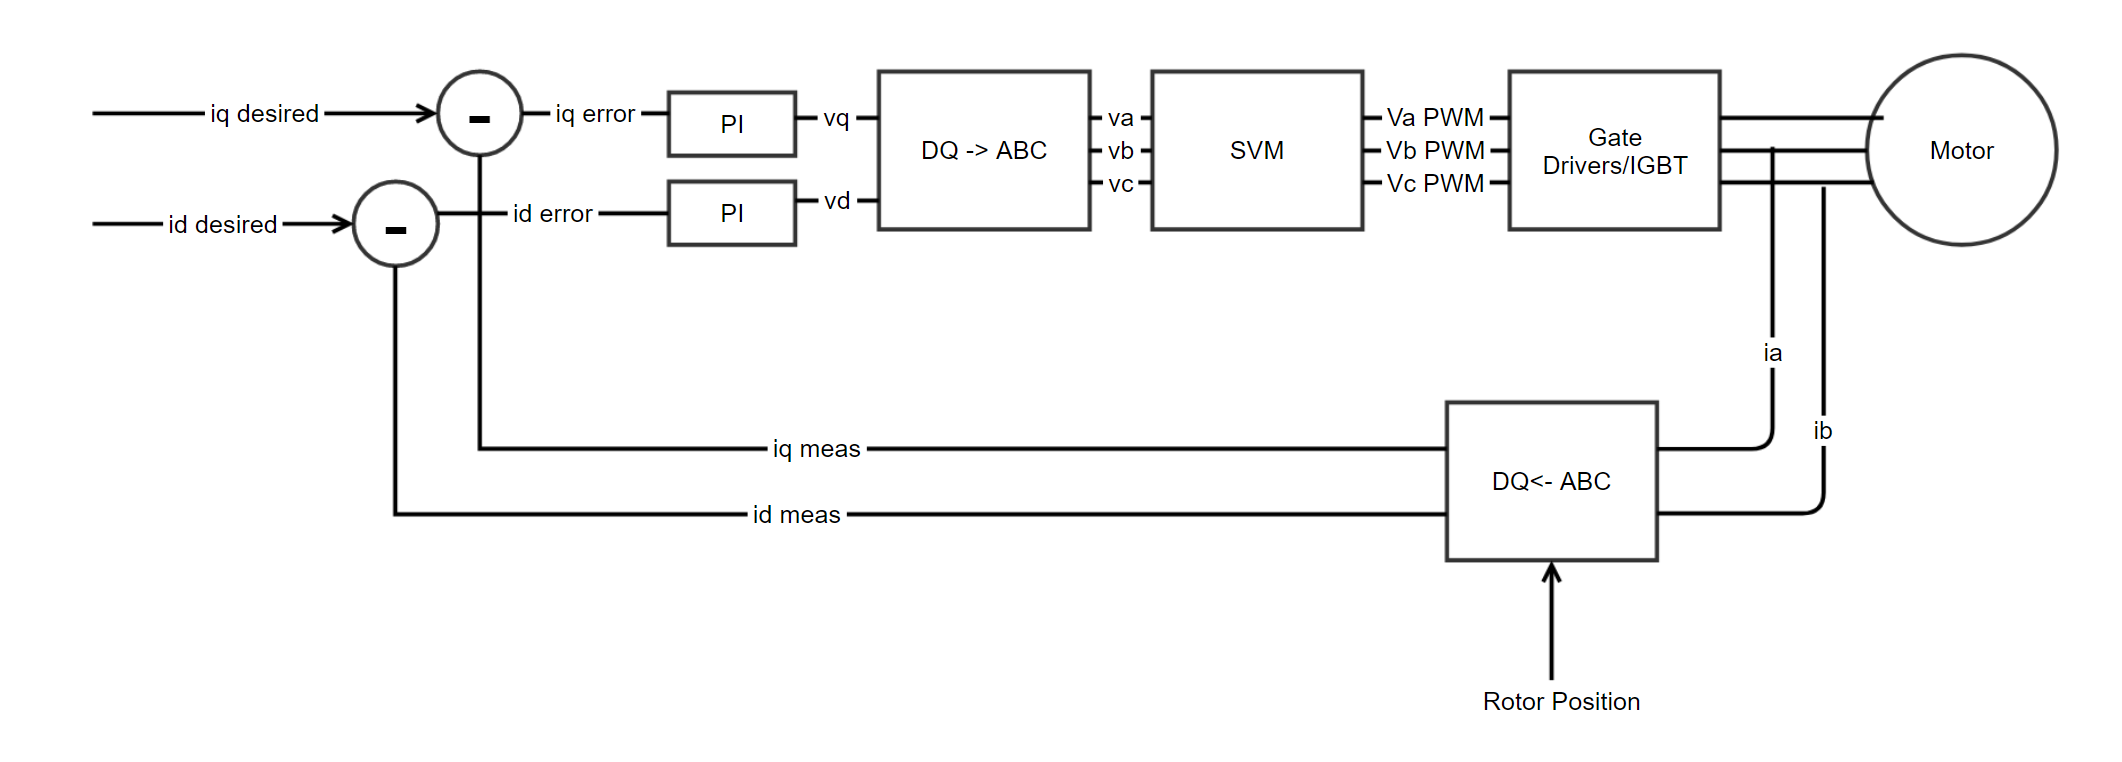 iq desired
-
iq error
PI
vq
DQ -> ABC
va
vb
vc
SVM
Va PWM
Vb PWM
Vc PWM
Gate
Drivers/IGBT
Motor
id desired
-
id error
PI
vd
ia
ib
iq meas
id meas
DQ<- ABC
Rotor Position